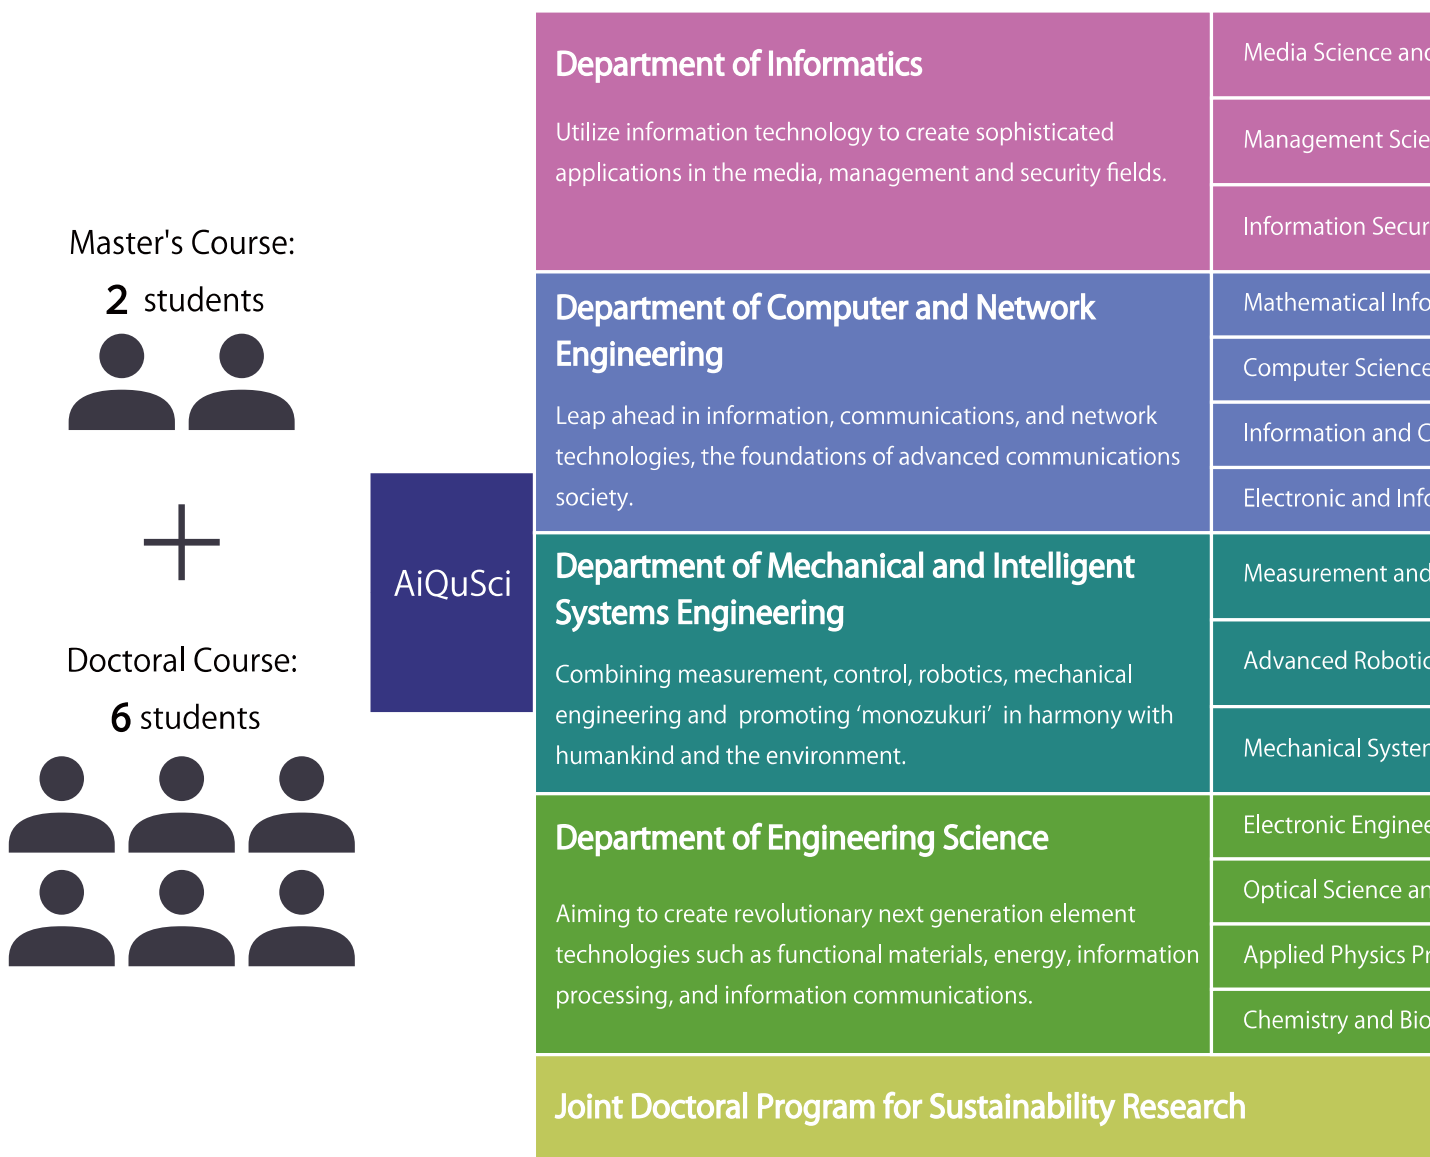 Master's Course:
2 students
Doctoral Course:
6 students
AiQuSci
Department of Informatics
Utilize information technology to create sophisticated
applications in the media, management and security fields.
Media Science and
Management Scie
Information Secur
Department of Computer and Network
Engineering
Leap ahead in information, communications, and network
technologies, the foundations of advanced communications
society.
Mathematical Info
Computer Science
Information and C
Electronic and Info
Department of Mechanical and Intelligent
Systems Engineering
Combining measurement, control, robotics, mechanical
engineering and promoting ‘monozukuri’ in harmony with
humankind and the environment.
Measurement and
Advanced Robotic
Mechanical System
Department of Engineering Science
Aiming to create revolutionary next generation element
technologies such as functional materials, energy, information
processing, and information communications.
Electronic Enginee
Optical Science an
Applied Physics Pr
Chemistry and Bio
Joint Doctoral Program for Sustainability Research